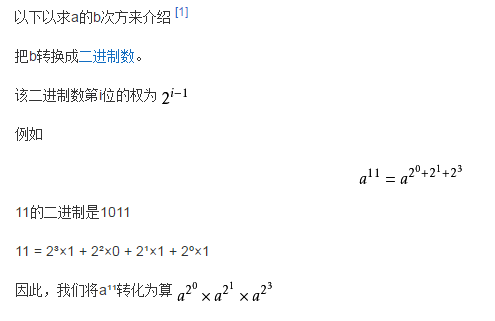 以下以求a的b次方来介绍 [1]
把b转换成二进制数。
该二进制数第i位的权为 2^{i-1}
例如
a^{11} = a^{2^0+2^1+2^3}
11的二进制是1011
11 = 2³×1 + 2²×0 + 2¹×1 + 2º×1
因此，我们将a¹¹转化为算 a^{2^0} × a^{2^1} × a^{2^3}